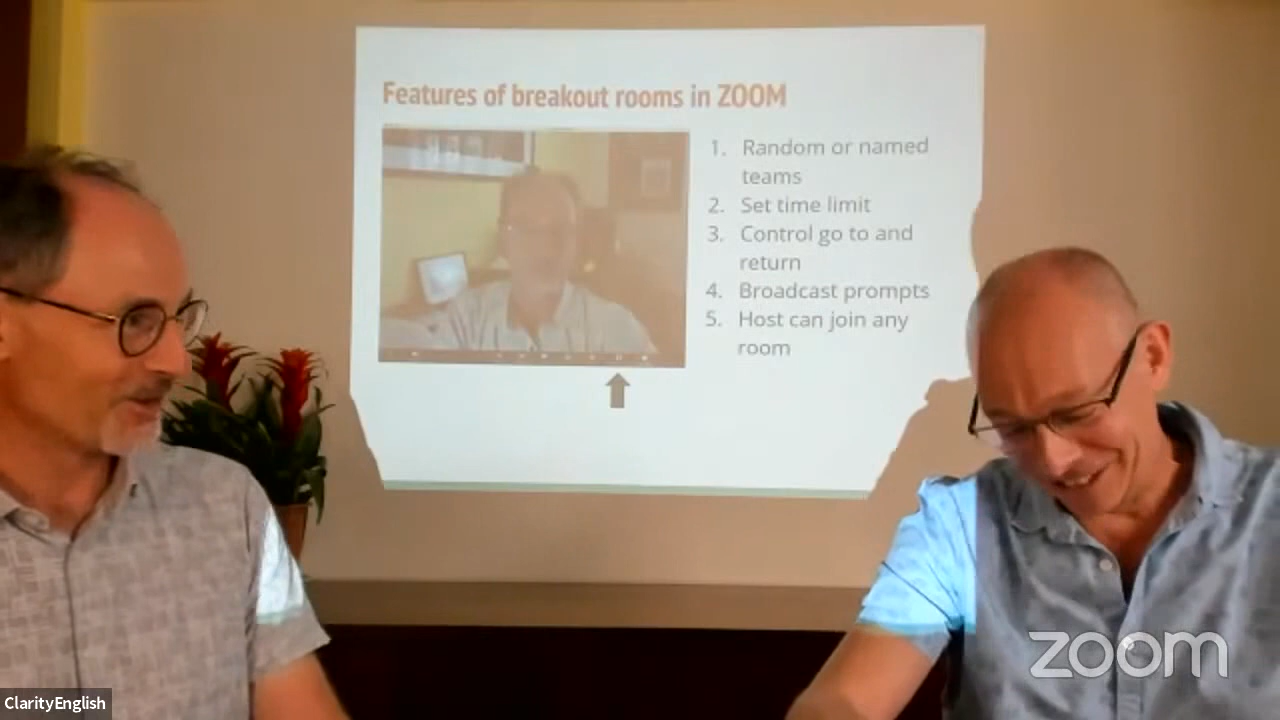 Features of breakout rooms in ZOOM
1. Random or named
teams
2. Set time limit
3. Control go to and
return
4. Broadcast prompts
5. Host can join any
room
zoom
ClarityEnglish